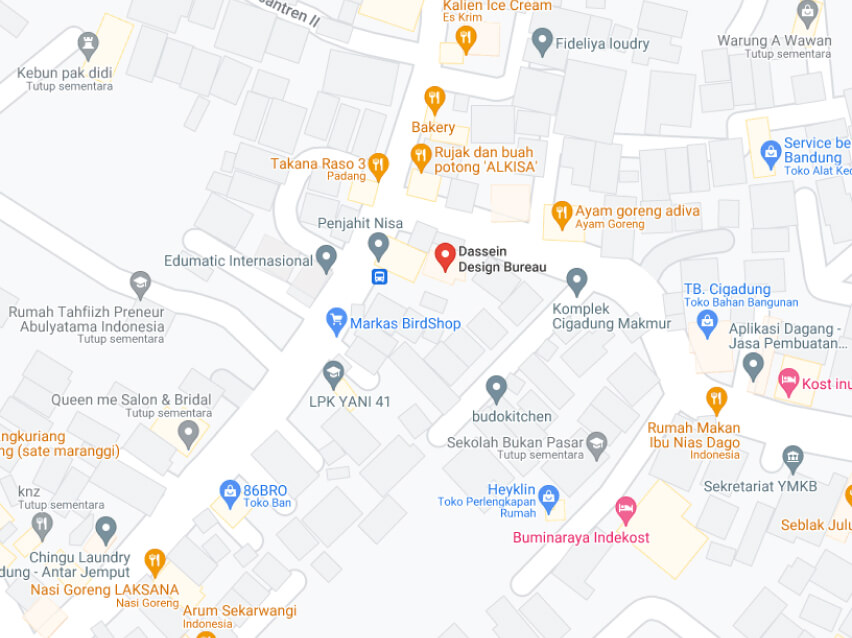 santren II
Kalien Ice Cream
Es Krim
Fideliya loudry
Warung A Wawan
Tutup sementara
Kebun pak didi
Tutup sementara
Bakery
Takana Raso 3
Padang
Rujak dan buah
potong 'ALKISA'
Service be
Bandung
Toko Alat Ked
Ayam goreng adiva
Ayam Goreng
Penjahit Nisa
Edumatic Internasional
Dassein
Design Bureau
Rumah Tahfiizh Preneur
Abulyatama Indonesia
Tutup sementara
Markas BirdShop
Komplek
Cigadung Makmur
TB. Cigadung
Toko Bahan Bangunan
Aplikasi Dagang -
Jasa Pembuatan...
Kost inu
LPK YANI 41
Queen me Salon & Bridal
Tutup sementara
budokitchen
Rumah Makan
Ibu Nias Dago
Indonesia
ngkuriang
ng (sate maranggi)
Sekolah Bukan Pasar
Tutup sementara
Sekretariat YMKB
knz
Tutup sementara
86BRO
Toko Ban
Heyklin
Toko Perlengkapan
Rumah
Buminaraya Indekost
Seblak Julu
Chingu Laundry
dung - Antar Jemput
Nasi Goreng LAKSANA
Nasi Goreng
Arum Sekarwangi
Indonesia